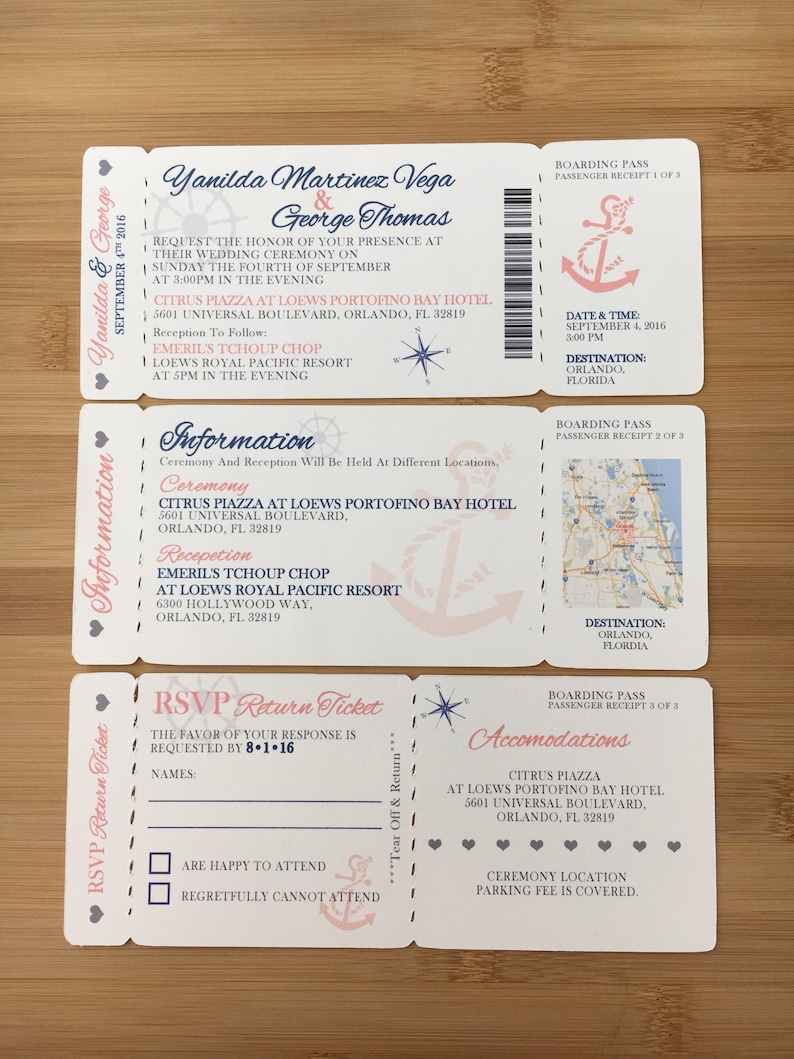 Yanilda & George
SEPTEMBER 4TH 2016
Yanilda Martinez Vega
&
George Thomas
REQUEST THE HONOR OF YOUR PRESENCE AT
THEIR WEDDING CEREMONY ON
SUNDAY THE FOURTH OF SEPTEMBER
AT 3:00PM IN THE EVENING
CITRUS PIAZZA AT LOEWS PORTOFINO BAY HOTEL
5601 UNIVERSAL BOULEVARD, ORLANDO, FL 32819
Reception To Follow:
EMERIL'S TCHOUP CHOP
LOEWS ROYAL PACIFIC RESORT
AT 5PM IN THE EVENING
N
E
S
W
BOARDING PASS
PASSENGER RECEIPT 1 OF 3
DATE & TIME:
SEPTEMBER 4, 2016
3:00 PM
DESTINATION:
ORLANDO,
FLORIDA
Information
Information
Ceremony And Reception Will Be Held At Different Locations.
Ceremony
CITRUS PIAZZA AT LOEWS PORTOFINO BAY HOTEL
5601 UNIVERSAL BOULEVARD,
ORLANDO, FL 32819
Recepetion
EMERIL'S TCHOUP CHOP
AT LOEWS ROYAL PACIFIC RESORT
6300 HOLLYWOOD WAY,
ORLANDO, FL 32819
BOARDING PASS
PASSENGER RECEIPT 2 OF 3
Daytona Beach
Orlando
DESTINATION:
ORLANDO,
FLORDIA
RSVP Return Ticket
RSVP Return Ticket
THE FAVOR OF YOUR RESPONSE IS
REQUESTED BY 8•1•16
NAMES:
ARE HAPPY TO ATTEND
REGRETFULLY CANNOT ATTEND
***Tear Off & Return***
N
E
S
W
BOARDING PASS
PASSENGER RECEIPT 3 OF 3
Accomodations
CITRUS PIAZZA
AT LOEWS PORTOFINO BAY HOTEL
5601 UNIVERSAL BOULEVARD,
ORLANDO, FL 32819
CEREMONY LOCATION
PARKING FEE IS COVERED.